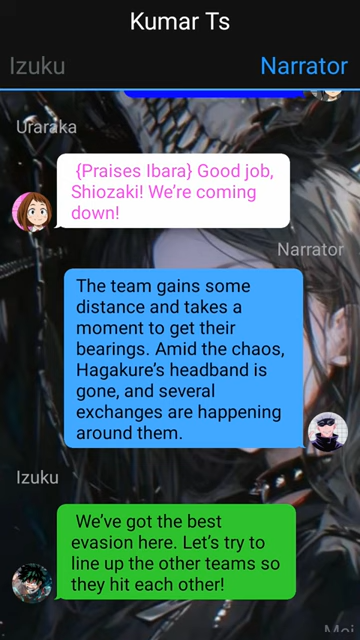 Kumar Ts
Izuku
Narrator
Uraraka
{Praises Ibara} Good job,
Shiozaki! We're coming
down!
Narrator
The team gains some
distance and takes a
moment to get their
bearings. Amid the chaos,
Hagakure's headband is
gone, and several
exchanges are happening
around them.
Izuku
We've got the best
evasion here. Let's try to
line up the other teams so
they hit each other!